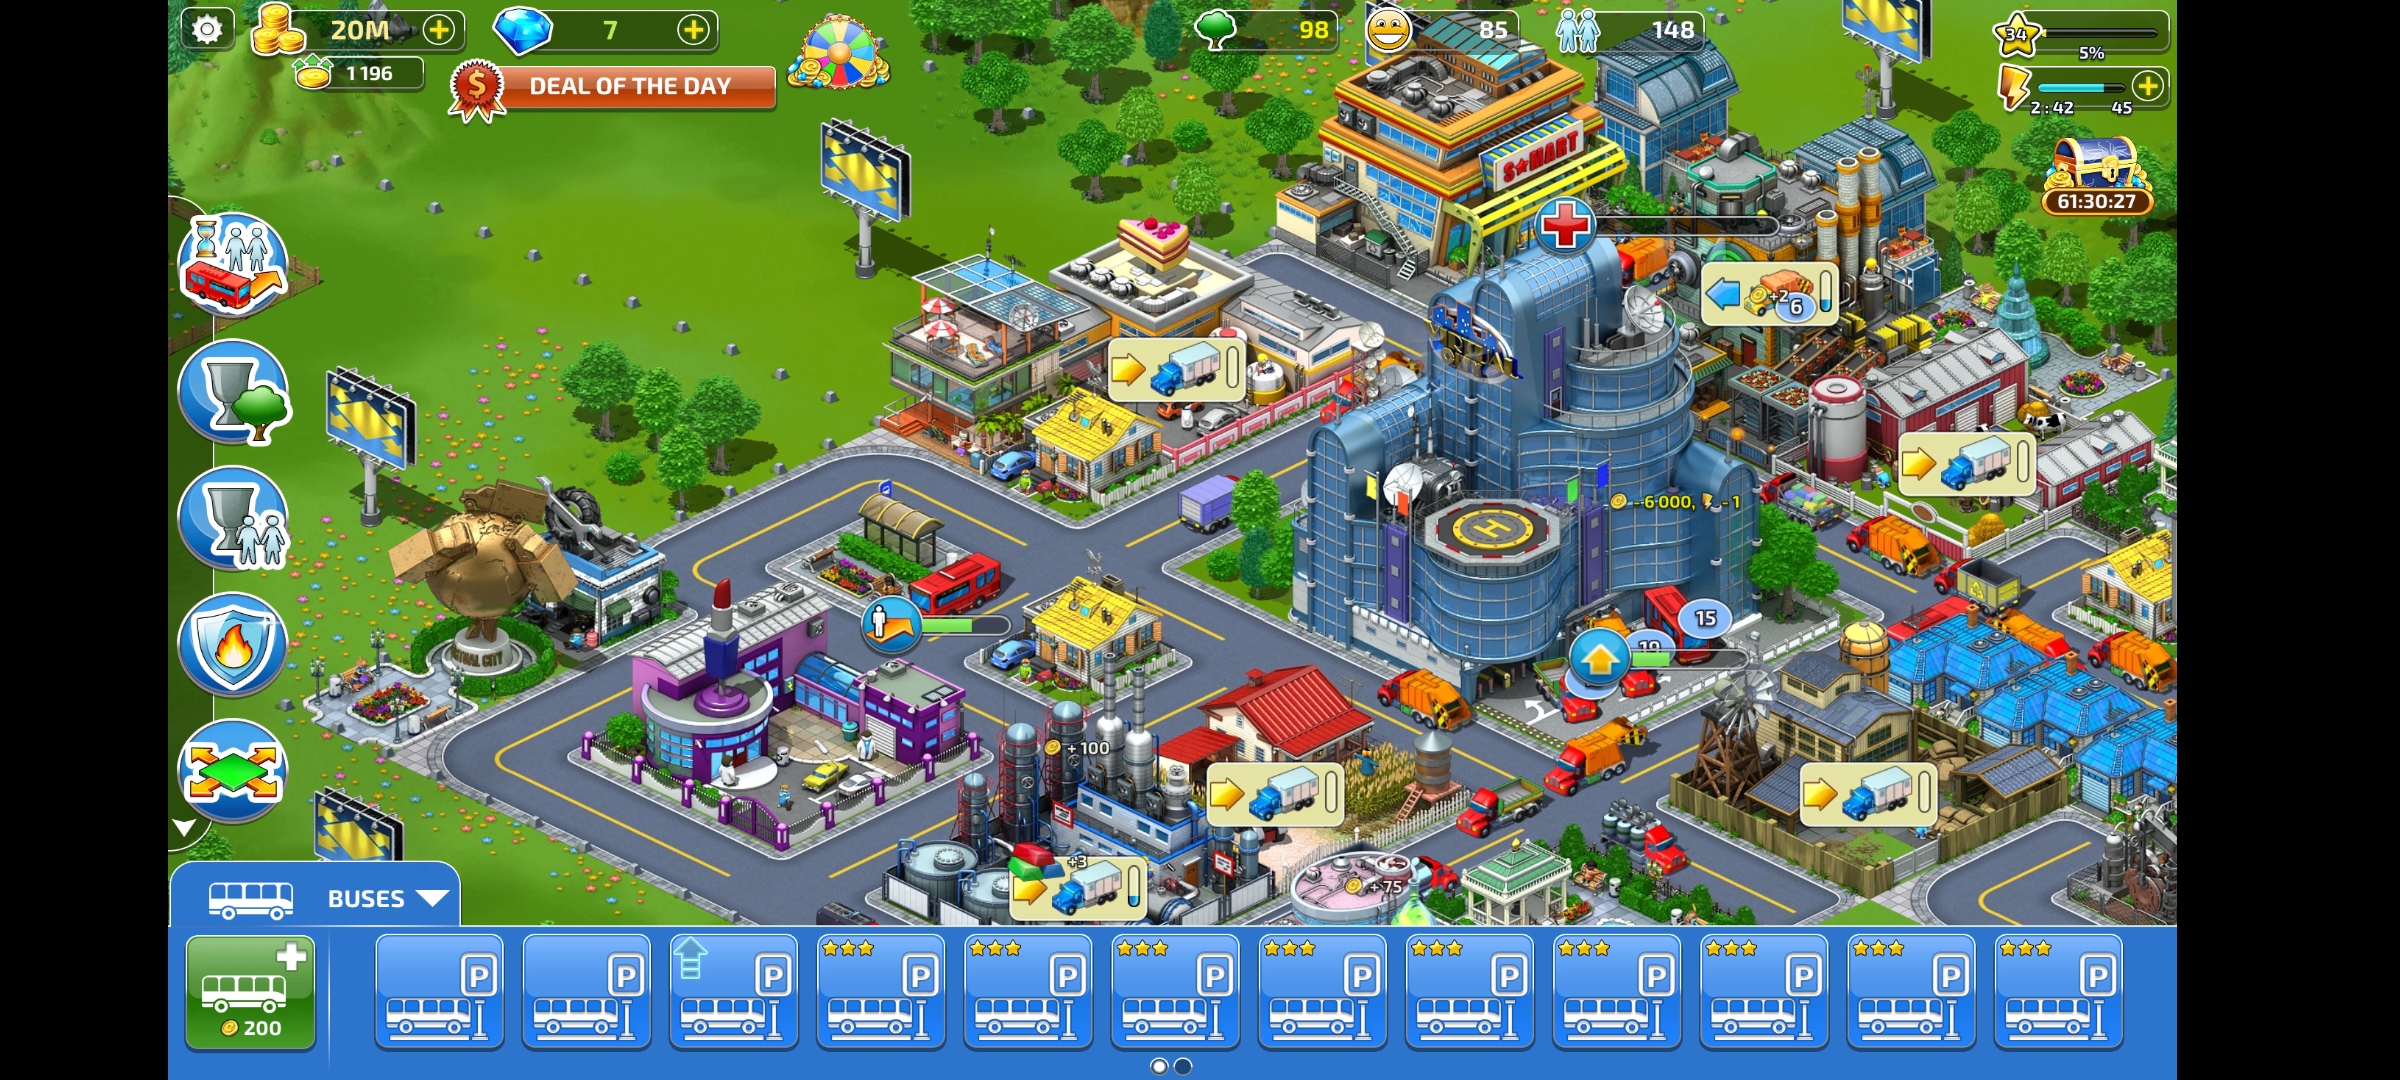 20M
7
98
85
148
34
5%
1 196
DEAL OF THE DAY
2:42
45
S★MART
61:30:27
+2
6
--6 000, -1
15
+100
+3
+75
BUSES
200
P
P
P
P
P
P
P
P
P
P
P
P
H